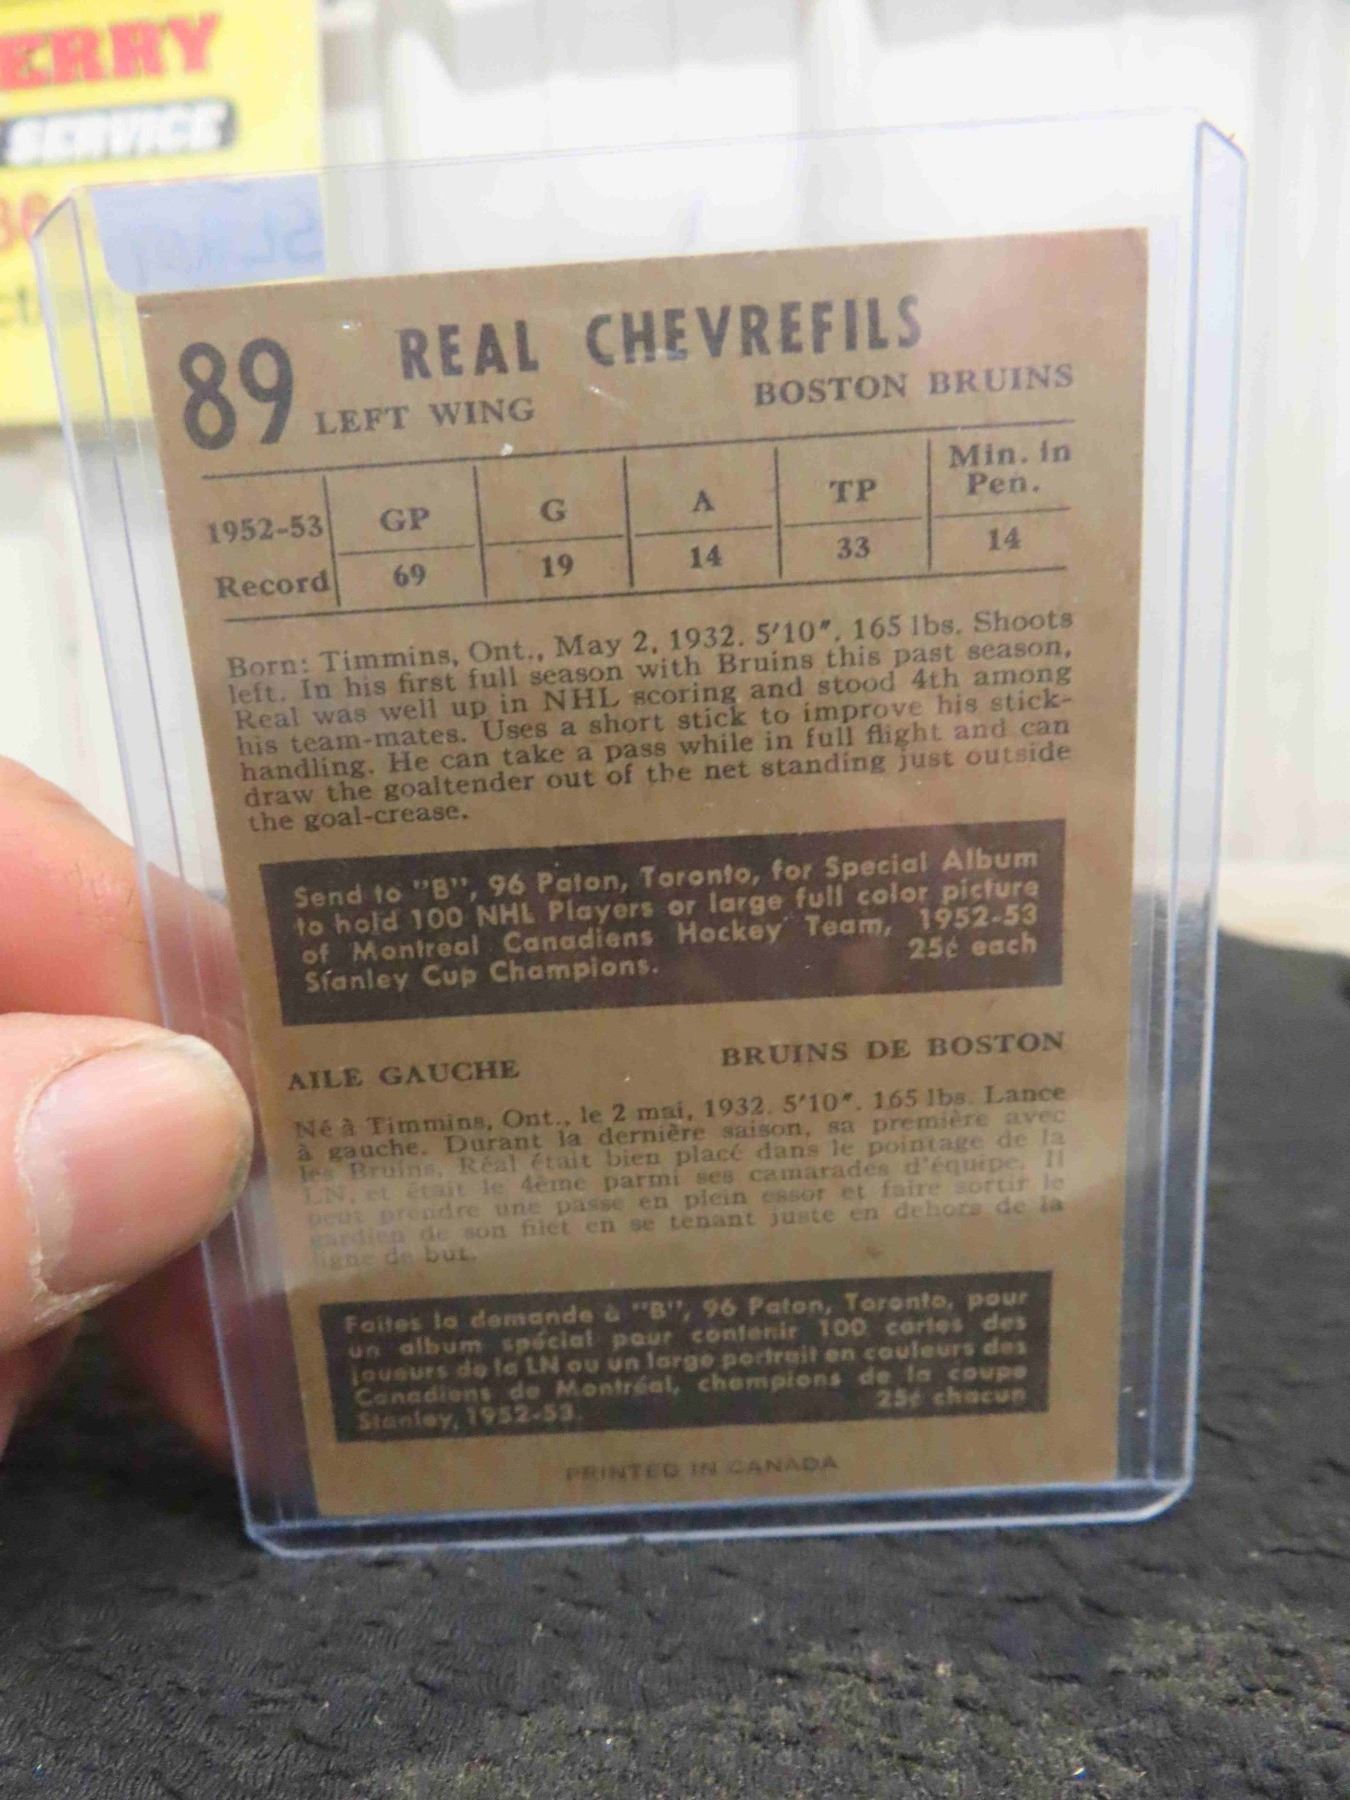 ERRY
SERVICE
89 REAL CHEVREFILS
LEFT WING BOSTON BRUINS
1952-53 GP G A TP Min. in Pen.
Record 69 19 14 33 14
Born: Timmins, Ont., May 2, 1932. 5'10". 165 lbs. Shoots
left. In his first full season with Bruins this past season,
Real was well up in NHL scoring and stood 4th among
his team-mates. Uses a short stick to improve his stick-
handling. He can take a pass while in full flight and can
draw the goaltender out of the net standing just outside
the goal-crease.
Send to "B", 96 Paton, Toronto, for Special Album
to hold 100 NHL Players or large full color picture
of Montreal Canadiens Hockey Team, 1952-53
Stanley Cup Champions. 25¢ each
AILE GAUCHE BRUINS DE BOSTON
Né à Timmins, Ont., le 2 mai, 1932. 5'10". 165 lbs. Lance
à gauche. Durant la dernière saison, sa première avec
les Bruins, Réal était bien placé dans le pointage de la
LN, et était le 4ème parmi ses camarades d'équipe. Il
peut prendre une passe en plein essor et faire sortir le
gardien de son filet en se tenant juste en dehors de la
ligne de but.
Faites la demande à "B", 96 Paton, Toronto, pour
un album spécial pour contenir 100 cartes des
joueurs de la LN ou un large portrait en couleurs des
Canadiens de Montréal, champions de la coupe
Stanley, 1952-53. 25¢ chacun
PRINTED IN CANADA